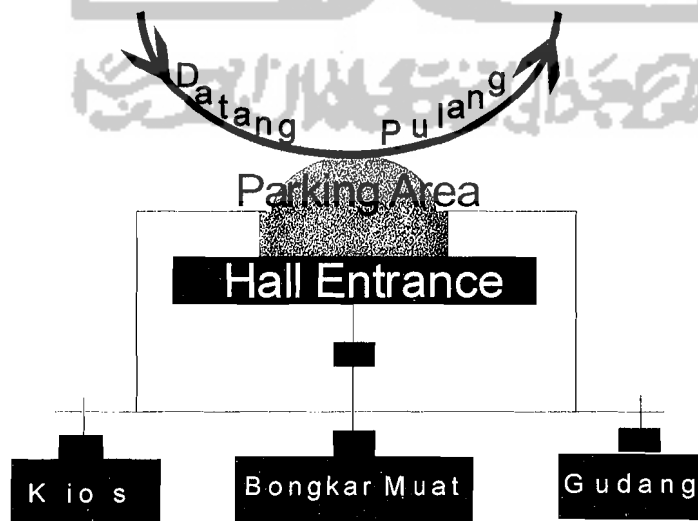 Datang
Pulang
Parking Area
Hall Entrance
Kios
Bongkar Muat
Gudang